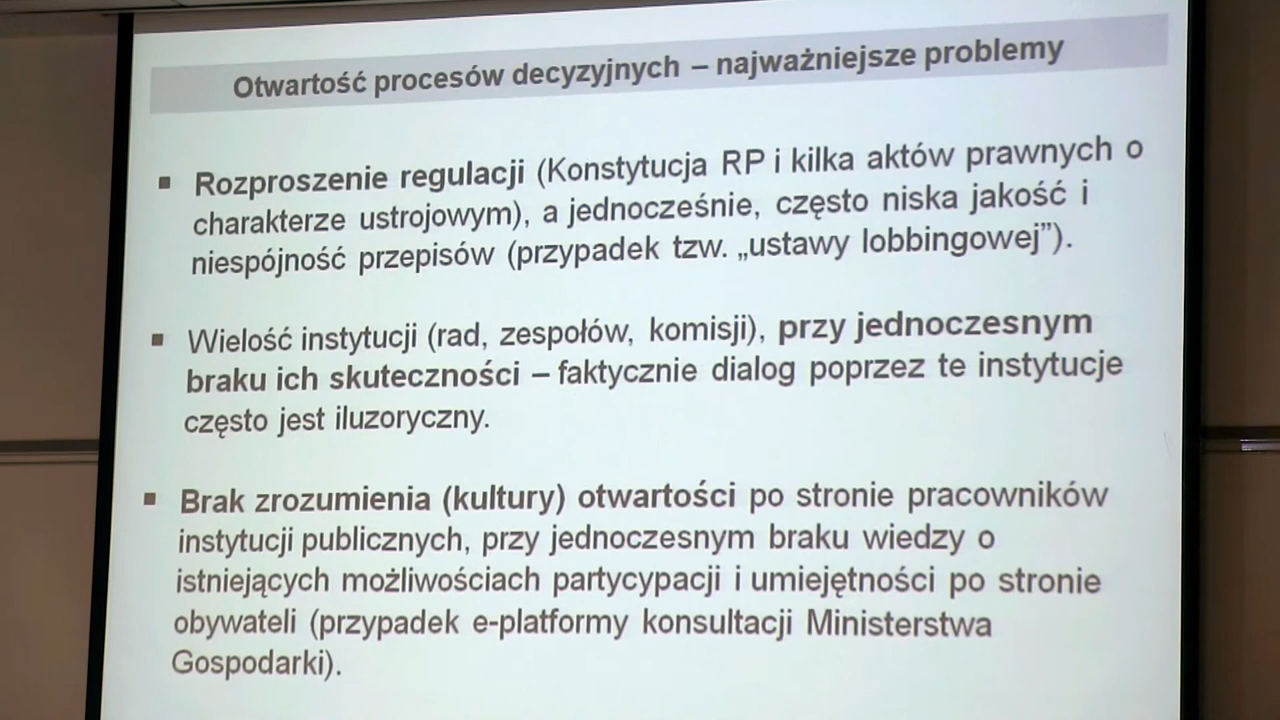 Otwartość procesów decyzyjnych – najważniejsze problemy
▪ Rozproszenie regulacji (Konstytucja RP i kilka aktów prawnych o
charakterze ustrojowym), a jednocześnie, często niska jakość i
niespójność przepisów (przypadek tzw. „ustawy lobbingowej”).
▪ Wielość instytucji (rad, zespołów, komisji), przy jednoczesnym
braku ich skuteczności – faktycznie dialog poprzez te instytucje
często jest iluzoryczny.
▪ Brak zrozumienia (kultury) otwartości po stronie pracowników
instytucji publicznych, przy jednoczesnym braku wiedzy o
istniejących możliwościach partycypacji i umiejętności po stronie
obywateli (przypadek e-platformy konsultacji Ministerstwa
Gospodarki).